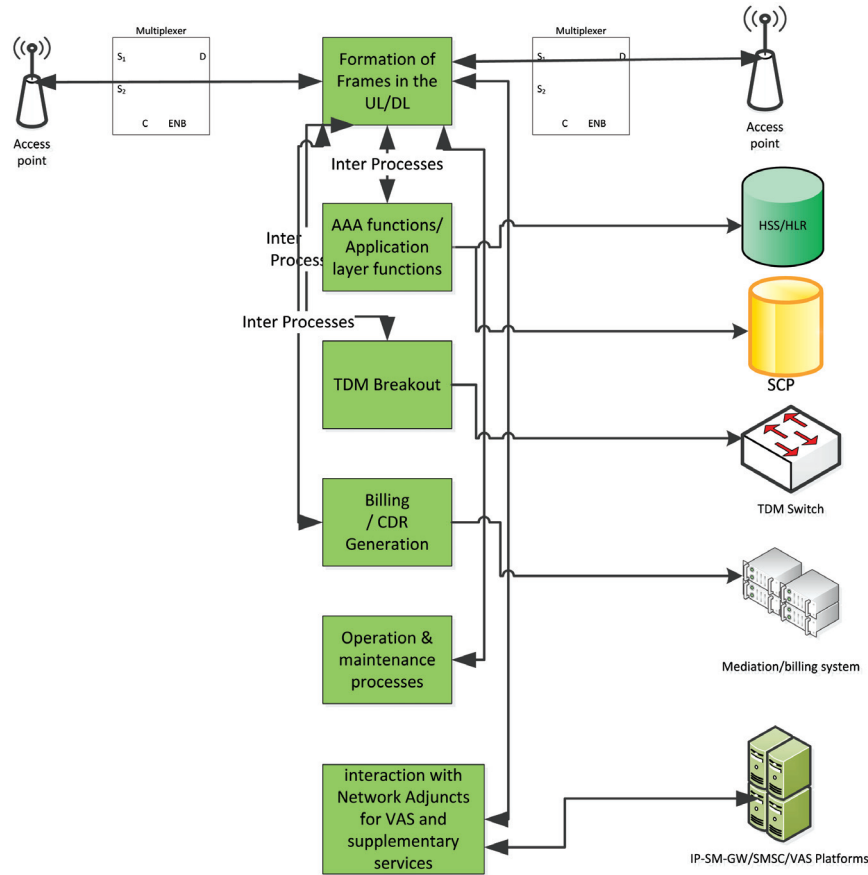 Multiplexer
S₁ D
S₂
C ENB
Access
point
Formation of
Frames in the
UL/DL
Multiplexer
S₁ D
S₂
C ENB
Access
point
Inter Processes
AAA functions/
Application
layer functions
HSS/HLR
Inter
Process
Inter Processes
SCP
TDM Breakout
TDM Switch
Billing
/ CDR
Generation
Mediation/billing system
Operation &
maintenance
processes
interaction with
Network Adjuncts
for VAS and
supplementary
services
IP-SM-GW/SMSC/VAS Platforms